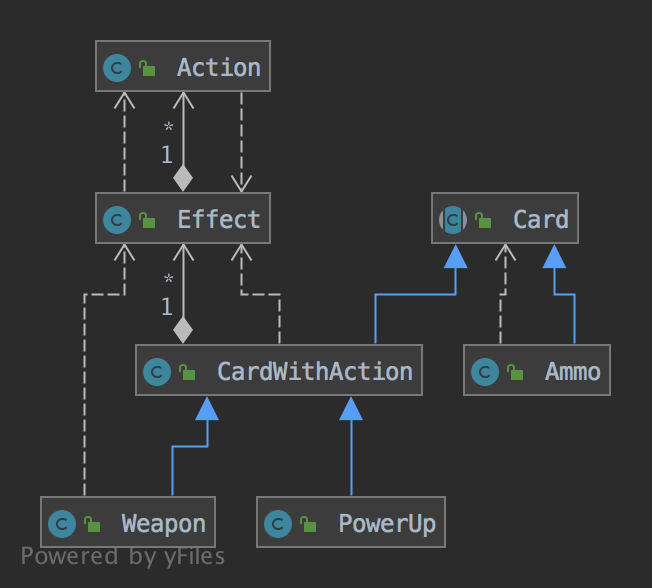 C Action
*
1
C Effect
C Card
*
1
C CardWithAction
C Ammo
C Weapon
C PowerUp
Powered by yFiles